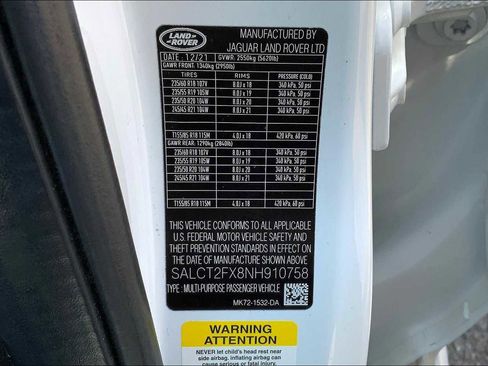 LAND ROVER
MANUFACTURED BY
JAGUAR LAND ROVER LTD
DATE : 12/21 GVWR: 2550kg (5620lb)
GAWR FRONT: 1340kg (2950lb)
TIRES RIMS PRESSURE (COLD)
235/60 R18 107V 8.0J x 18 340 kPa, 50 psi
235/55 R19 105W 8.0J x 19 340 kPa, 50 psi
235/50 R20 104W 8.0J x 20 340 kPa, 50 psi
245/45 R21 104W 8.0J x 21 340 kPa, 50 psi
T155/85 R18 115M 4.0J x 18 420 kPa, 60 psi
GAWR REAR: 1290kg (2840lb)
235/60 R18 107V 8.0J x 18 340 kPa, 50 psi
235/55 R19 105W 8.0J x 19 340 kPa, 50 psi
235/50 R20 104W 8.0J x 20 340 kPa, 50 psi
245/45 R21 104W 8.0J x 21 340 kPa, 50 psi
T155/85 R18 115M 4.0J x 18 420 kPa, 60 psi
THIS VEHICLE CONFORMS TO ALL APPLICABLE
U.S. FEDERAL MOTOR VEHICLE SAFETY AND
THEFT PREVENTION STANDARDS IN EFFECT ON
THE DATE OF MANUFACTURE SHOWN ABOVE.
SALCT2FX8NH910758
TYPE : MULTI-PURPOSE PASSENGER VEHICLE
MK72-1532-DA
WARNING
ATTENTION
NEVER let child's head rest near
side airbag. Inflating airbag can
cause serious or fatal injury.